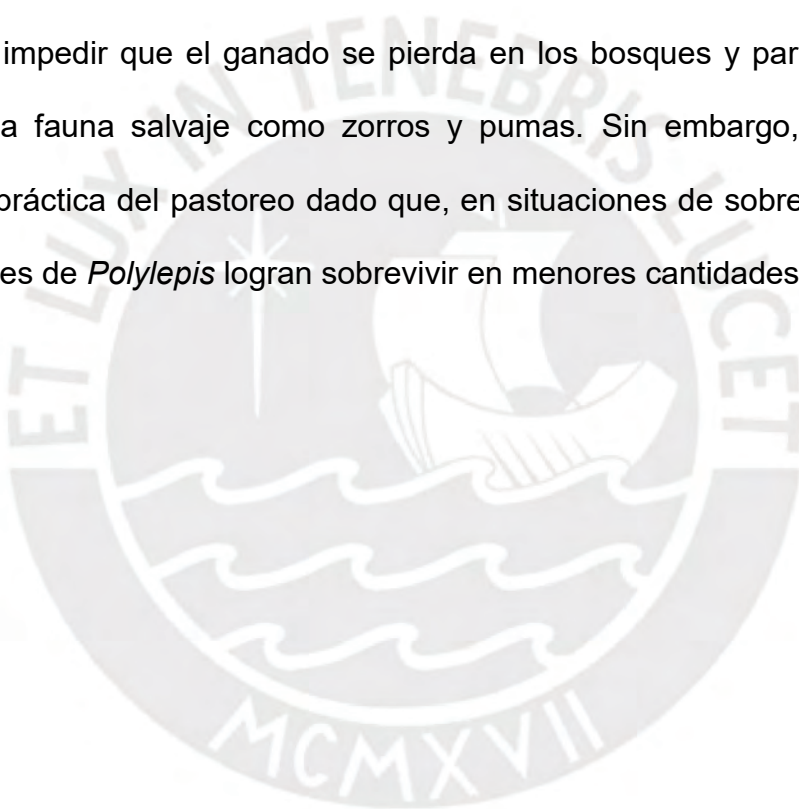 impedir que el ganado se pierda en los bosques y par
a fauna salvaje como zorros y pumas. Sin embargo,
práctica del pastoreo dado que, en situaciones de sobre
es de Polylepis logran sobrevivir en menores cantidades
ET LUX IN TENEBRIS LUCET
MCMXVII